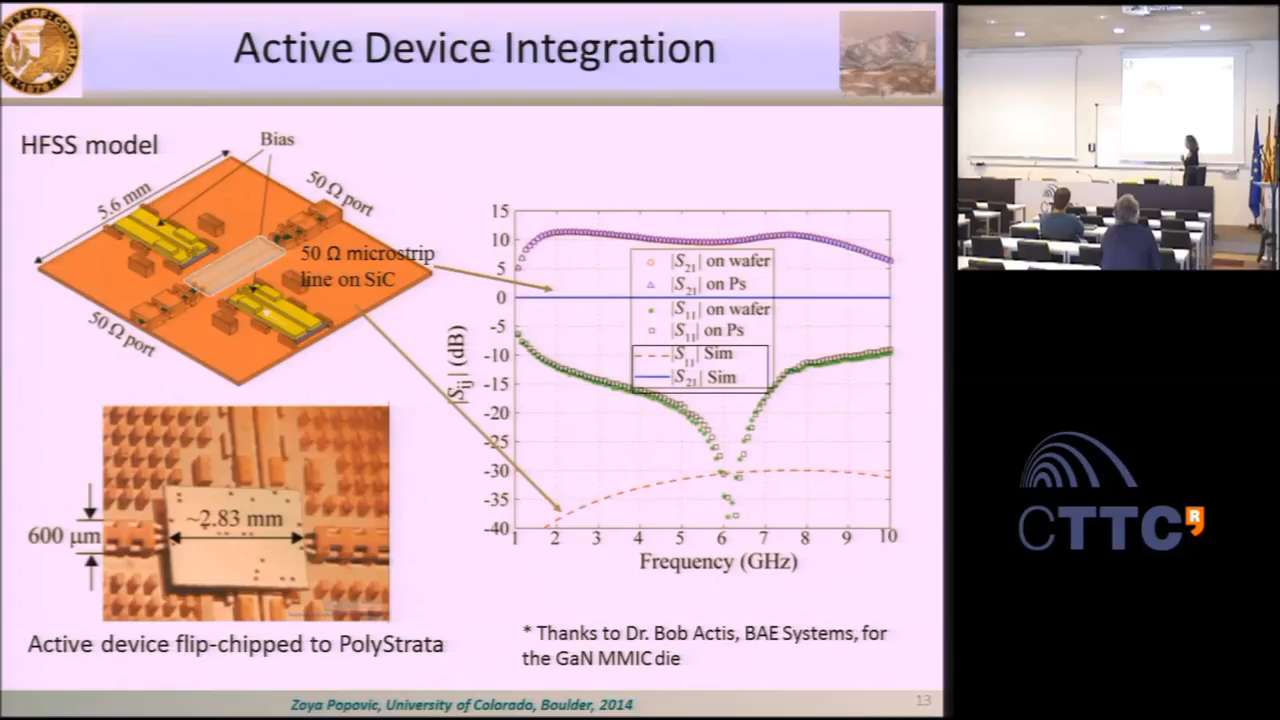 Active Device Integration
HFSS model
Bias
5.6 mm
50 Ω port
50 Ω microstrip
line on SiC
50 Ω port
15
10
5
0
-5
-10
-15
-20
-25
-30
-35
-40
|Sij| (dB)
|S21| on wafer
|S21| on Ps
|S11| on wafer
|S11| on Ps
|S11| Sim
|S21| Sim
1 2 3 4 5 6 7 8 9 10
Frequency (GHz)
600 μm
~2.83 mm
Active device flip-chipped to PolyStrata
* Thanks to Dr. Bob Actis, BAE Systems, for
the GaN MMIC die
Zoya Popovic, University of Colorado, Boulder, 2014
13
CTTC R